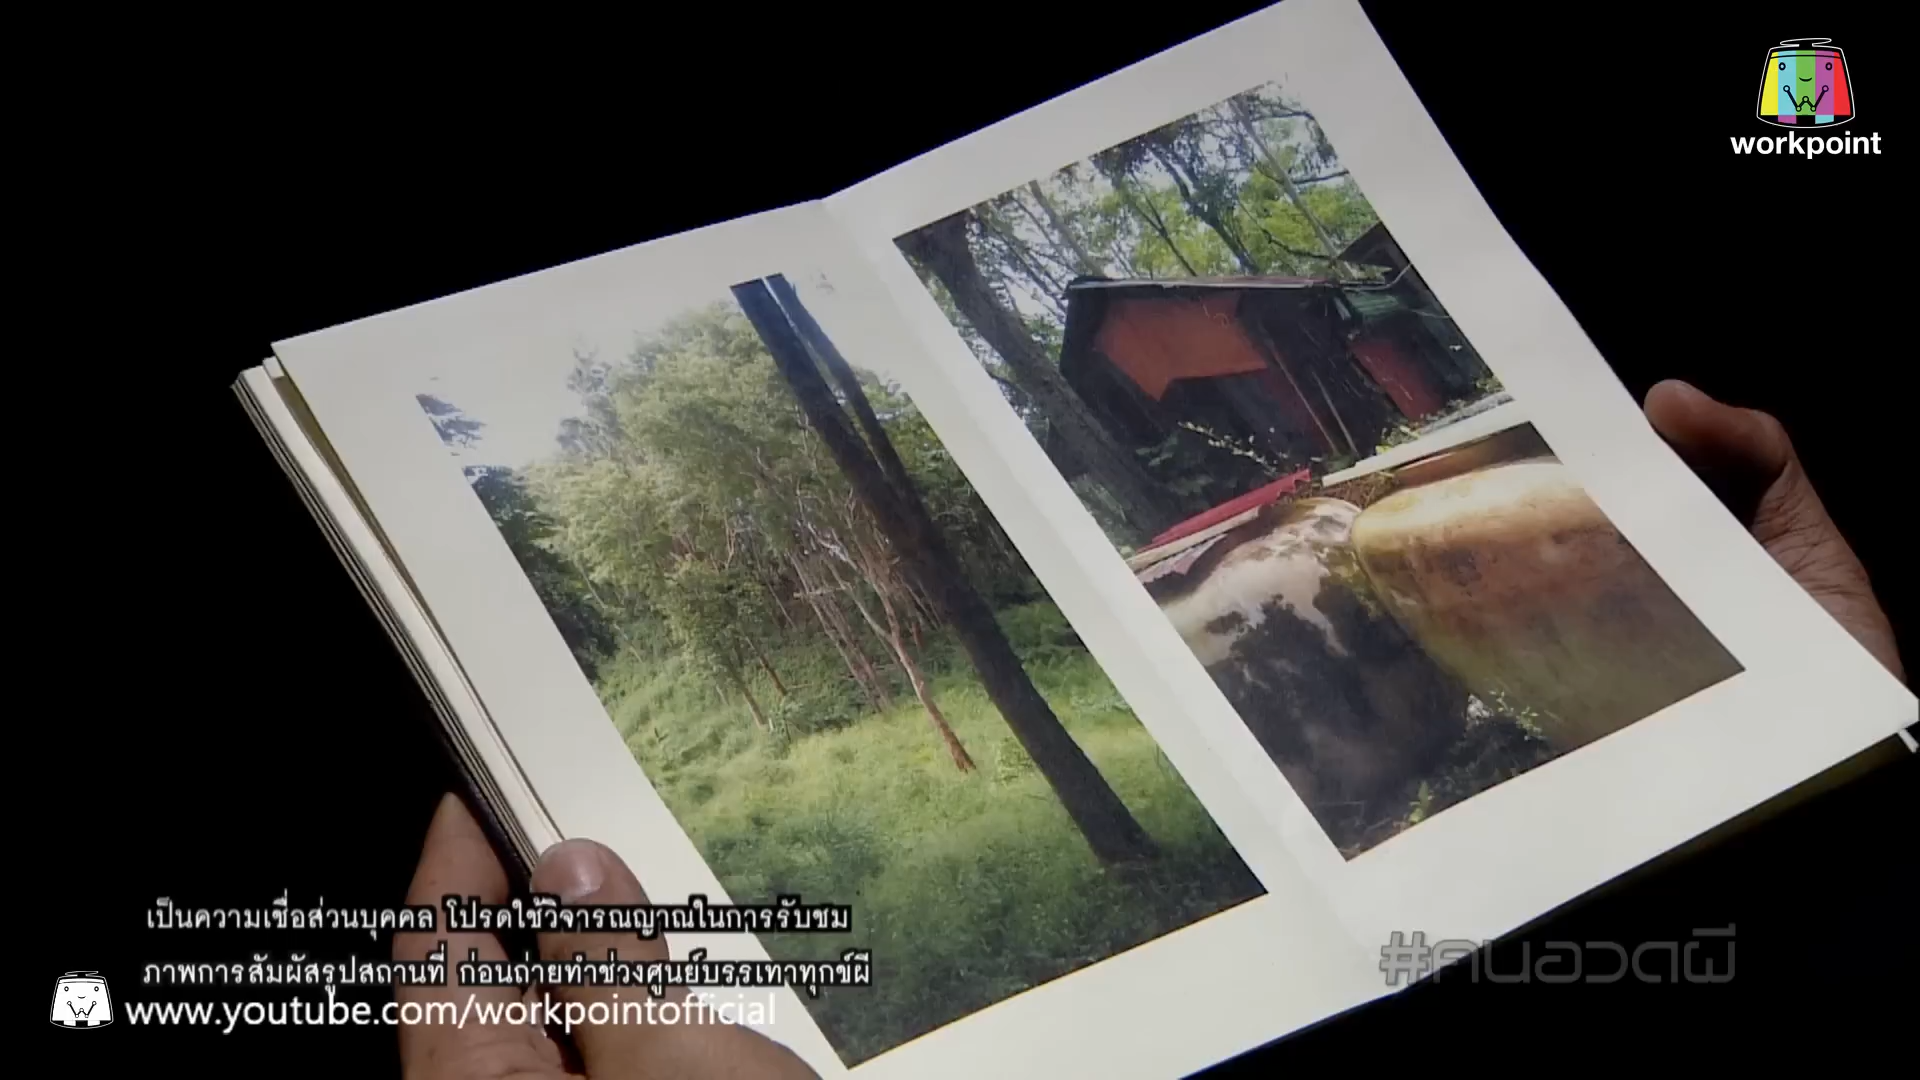 workpoint
เป็นความเชื่อส่วนบุคคล โปรดใช้วิจารณญาณในการรับชม
ภาพการสัมผัสรูปสถานที่ ก่อนถ่ายทำช่วงศูนย์บรรเทาทุกข์ผี
www.youtube.com/workpointofficial
#คนอวดผี